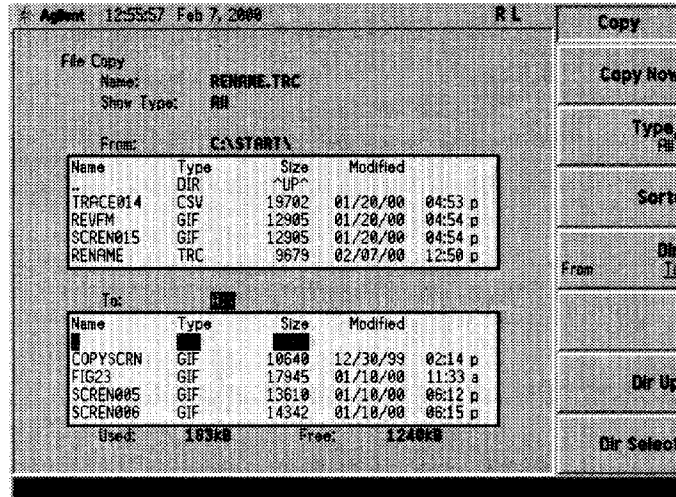 Agilent 12:55:57 Feb 7, 2000 R L
Copy
File Copy
Name: RENAME.TRC
Show Type: All
Copy Now
Type
All
From: C:\START\
Name Type Size Modified
.. DIR ^UP^
TRACE014 CSV 19702 01/20/00 04:53 p
REVFM GIF 12905 01/20/00 04:54 p
SCREN015 GIF 12905 01/20/00 04:54 p
RENAME TRC 9679 02/07/00 12:50 p
Sort
Dir
From To
To:
Name Type Size Modified
COPYSCRN GIF 10640 12/30/99 02:14 p
FIG23 GIF 17945 01/10/00 11:33 a
SCREN005 GIF 13610 01/10/00 06:12 p
SCREN006 GIF 14342 01/10/00 06:15 p
Used: 183kB Free: 1240kB
Dir Up
Dir Select